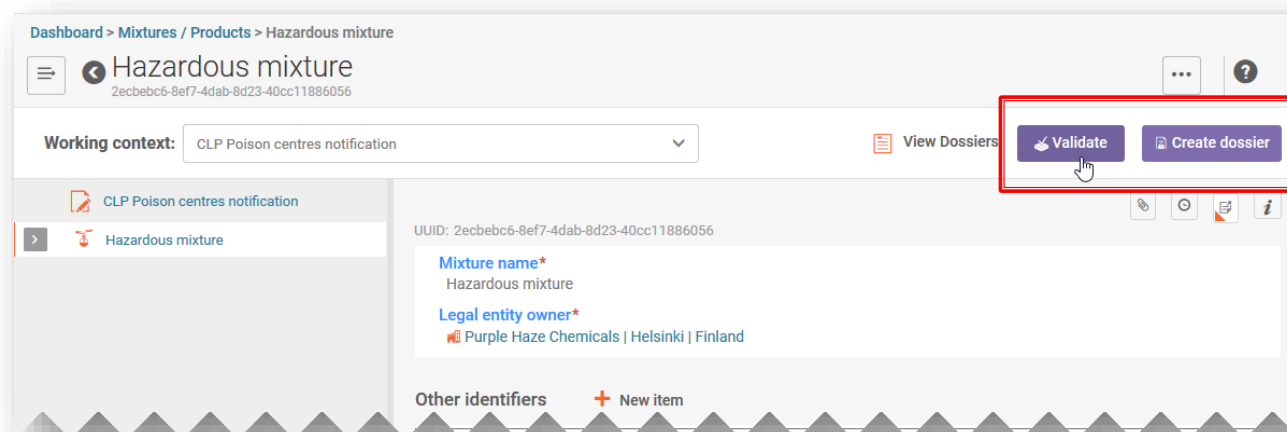 Dashboard > Mixtures / Products > Hazardous mixture
Hazardous mixture
2ecbebc6-8ef7-4dab-8d23-40cc11886056
Working context: CLP Poison centres notification
View Dossiers
Validate
Create dossier
CLP Poison centres notification
Hazardous mixture
UUID: 2ecbebc6-8ef7-4dab-8d23-40cc11886056
Mixture name*
Hazardous mixture
Legal entity owner*
Purple Haze Chemicals | Helsinki | Finland
Other identifiers + New item